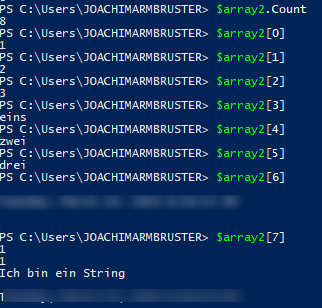 PS C:\Users\JOACHIMARMBRUSTER> $array2.Count
8
PS C:\Users\JOACHIMARMBRUSTER> $array2[0]
1
PS C:\Users\JOACHIMARMBRUSTER> $array2[1]
2
PS C:\Users\JOACHIMARMBRUSTER> $array2[2]
3
PS C:\Users\JOACHIMARMBRUSTER> $array2[3]
eins
PS C:\Users\JOACHIMARMBRUSTER> $array2[4]
zwei
PS C:\Users\JOACHIMARMBRUSTER> $array2[5]
drei
PS C:\Users\JOACHIMARMBRUSTER> $array2[6]
PS C:\Users\JOACHIMARMBRUSTER> $array2[7]
1
1
Ich bin ein String